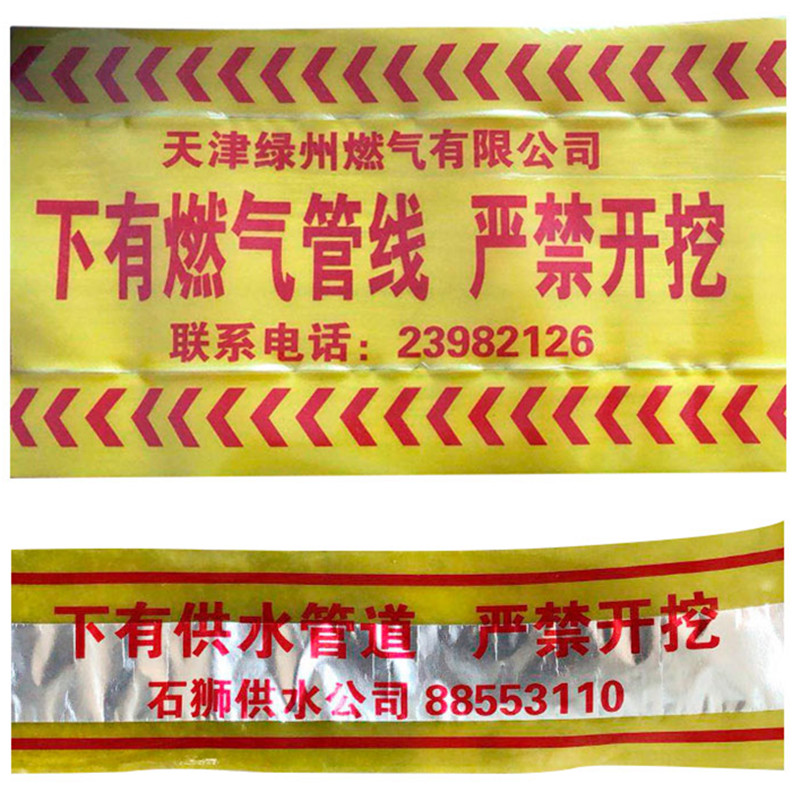 天津绿州燃气有限公司
下有燃气管线 严禁开挖
联系电话：23982126
下有供水管道 严禁开挖
石狮供水公司 88553110